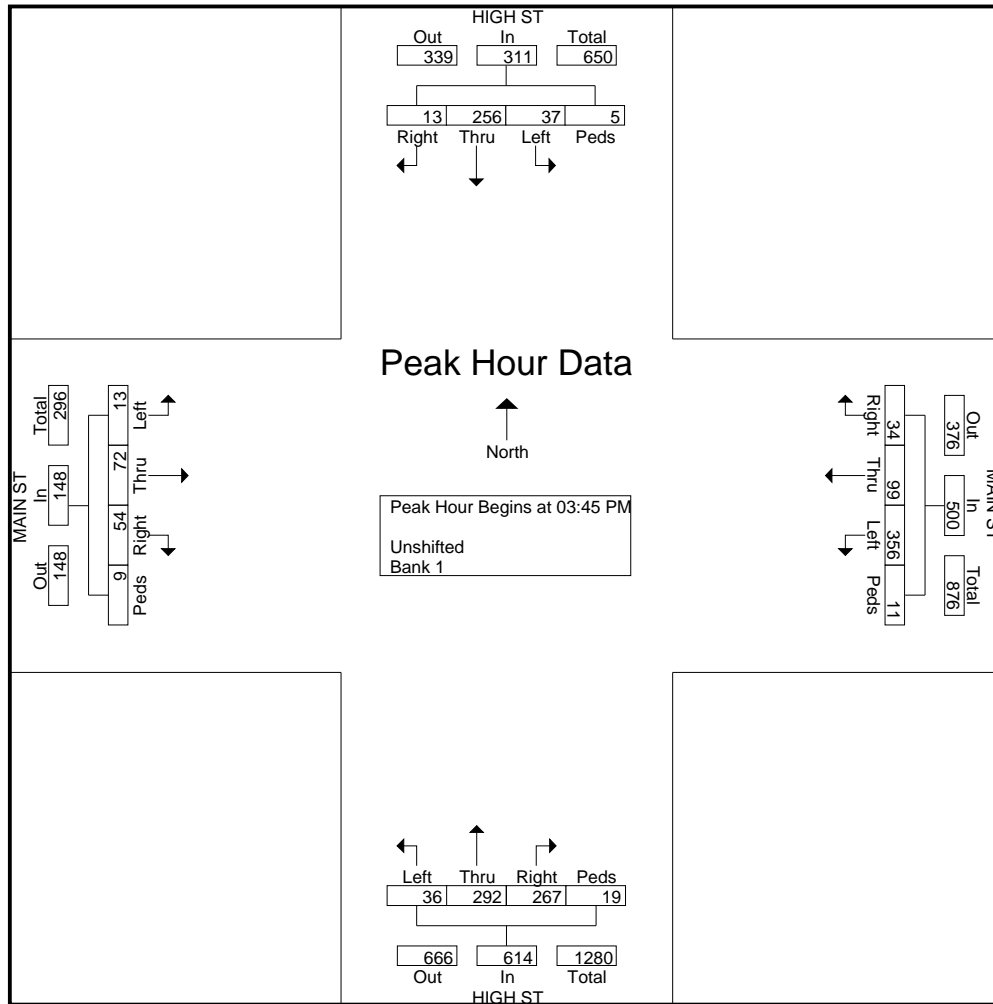 HIGH ST
Out In Total
339 311 650
13 256 37 5
Right Thru Left Peds
Peak Hour Data
North
Peak Hour Begins at 03:45 PM
Unshifted
Bank 1
MAIN ST
Total In Out
296 148 148
13 72 54 9
Left Thru Right Peds
Right Thru Left Peds
34 99 356 11
Out In Total
376 500 876
MAIN ST
Left Thru Right Peds
36 292 267 19
666 614 1280
Out In Total
HIGH ST